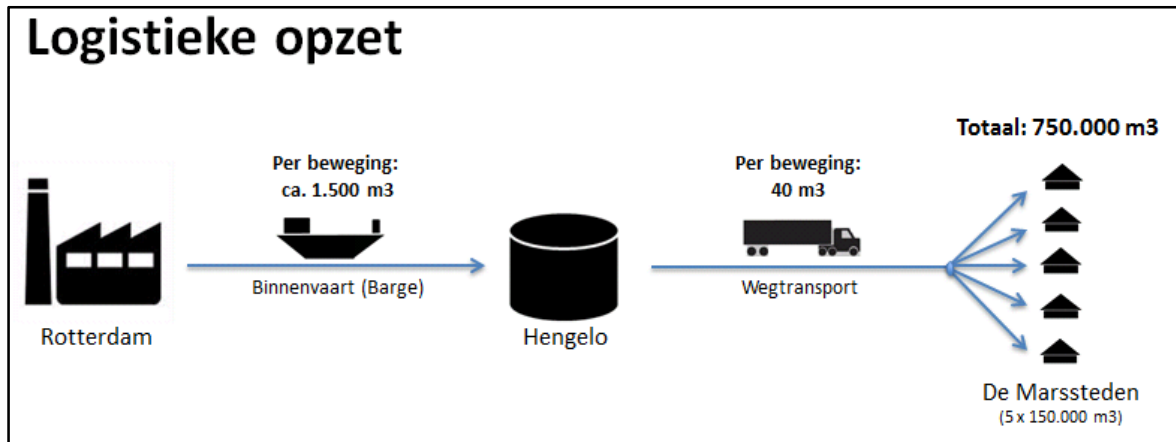 Logistieke opzet
Totaal: 750.000 m3
Per beweging:
ca. 1.500 m3
Per beweging:
40 m3
Binnenvaart (Barge)
Wegtransport
Rotterdam
Hengelo
De Marssteden
(5 x 150.000 m3)